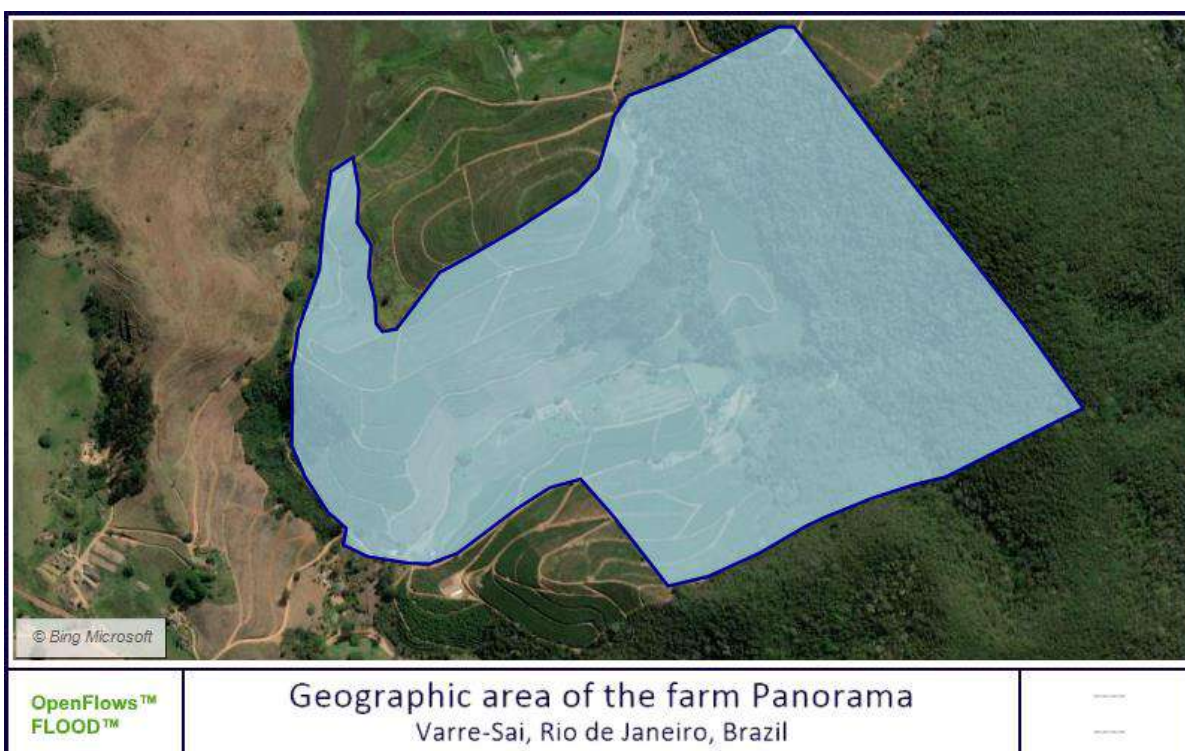 © Bing Microsoft
OpenFlows™
FLOOD™
Geographic area of the farm Panorama
Varre-Sai, Rio de Janeiro, Brazil